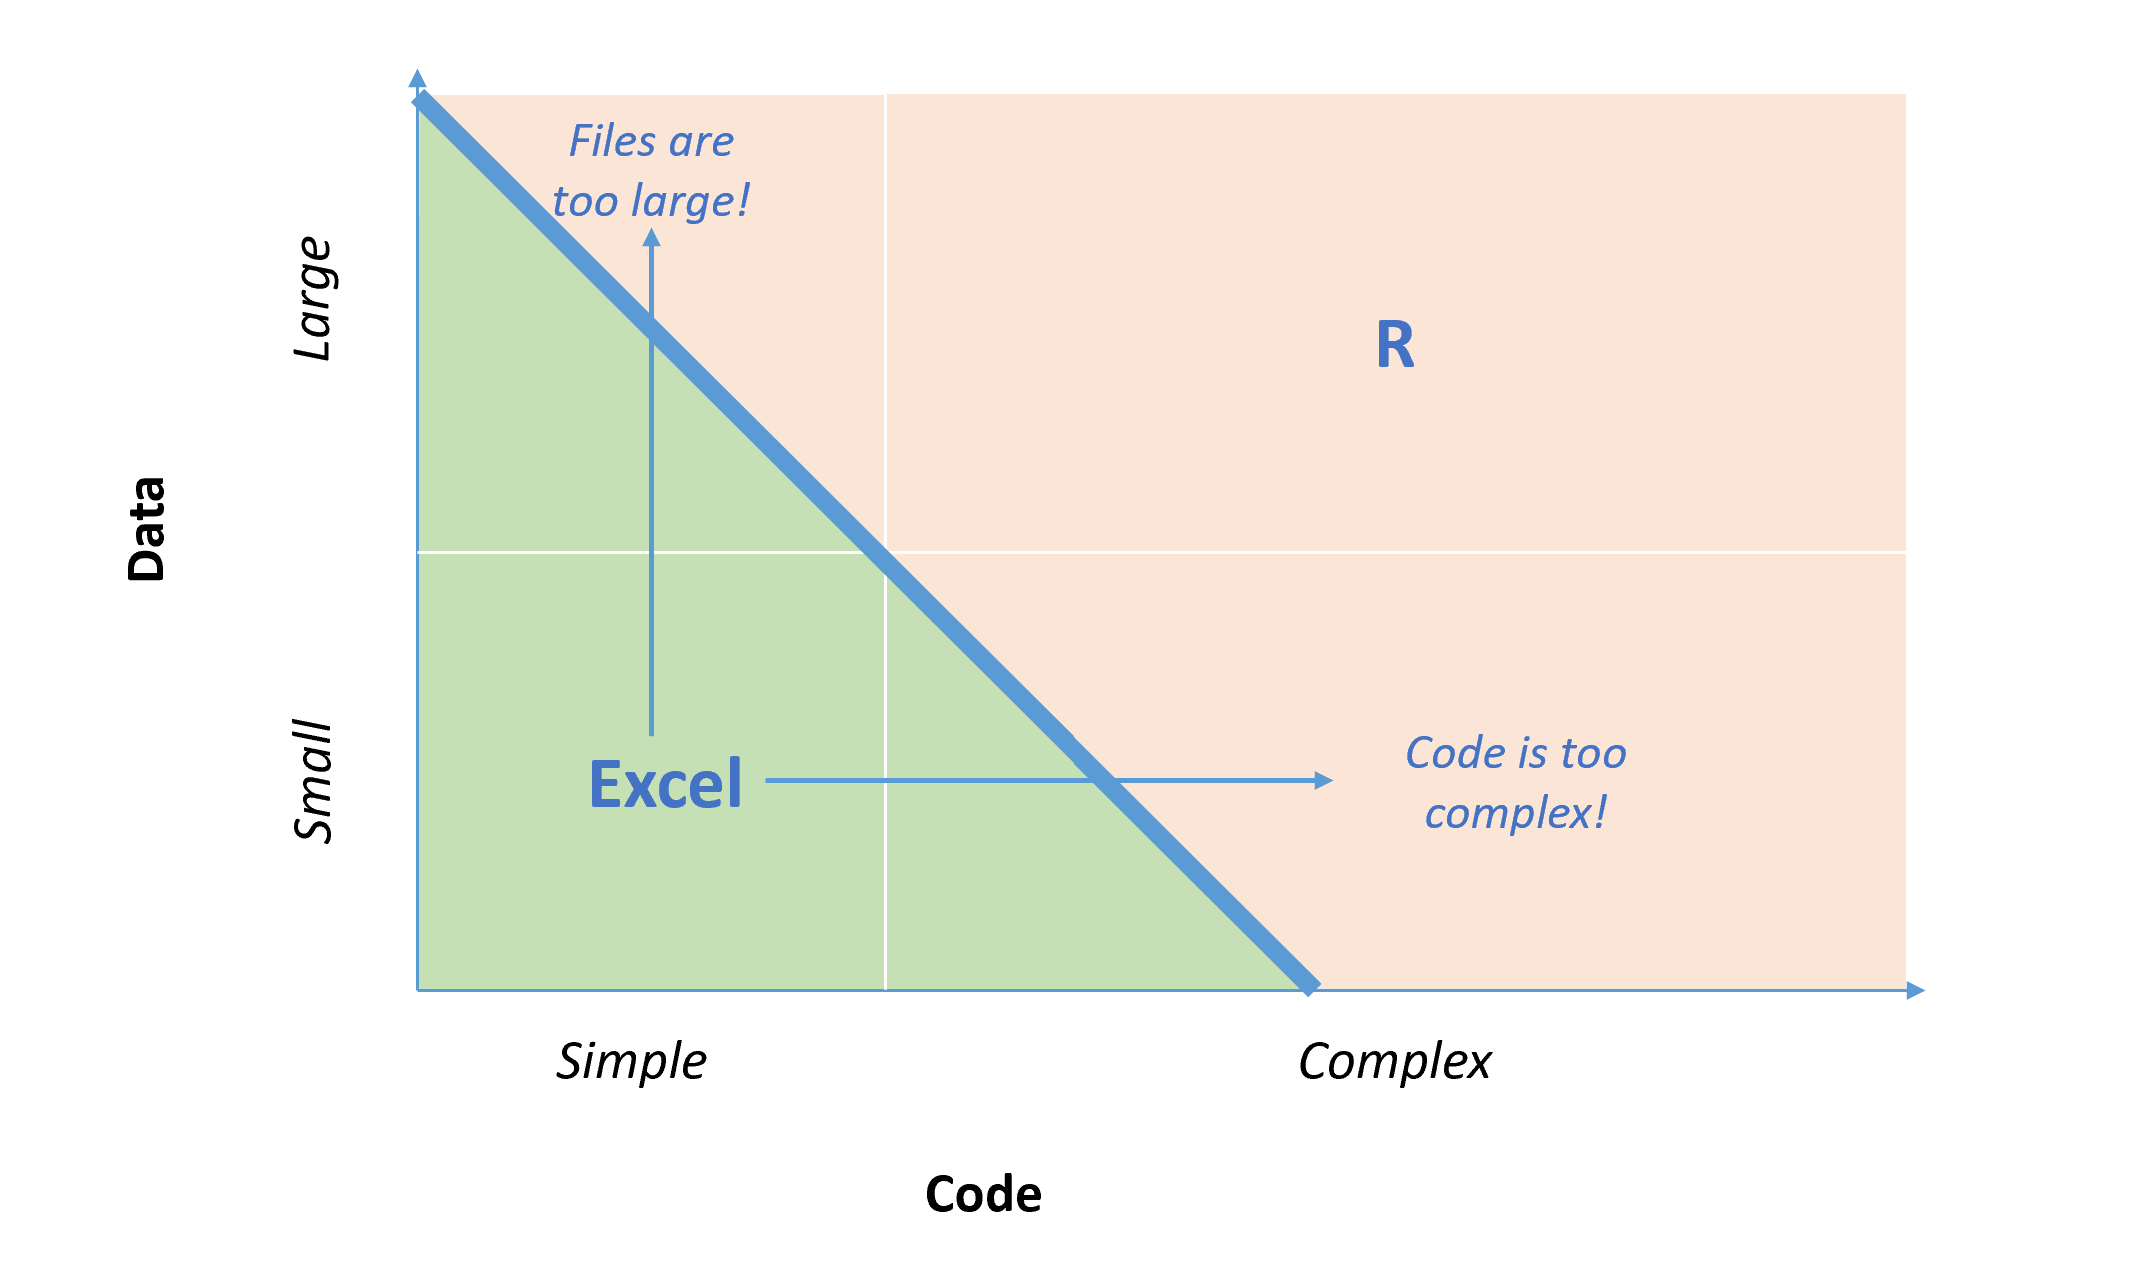 Files are
too large!
Large
R
Data
Small
Excel
Code is too
complex!
Simple
Complex
Code